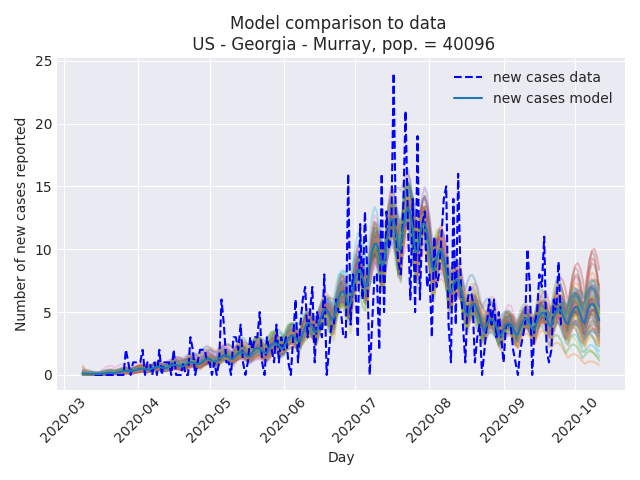 Model comparison to data
US - Georgia - Murray, pop. = 40096
new cases data
new cases model
Number of new cases reported
25
20
15
10
5
0
2020-03
2020-04
2020-05
2020-06
2020-07
2020-08
2020-09
2020-10
Day